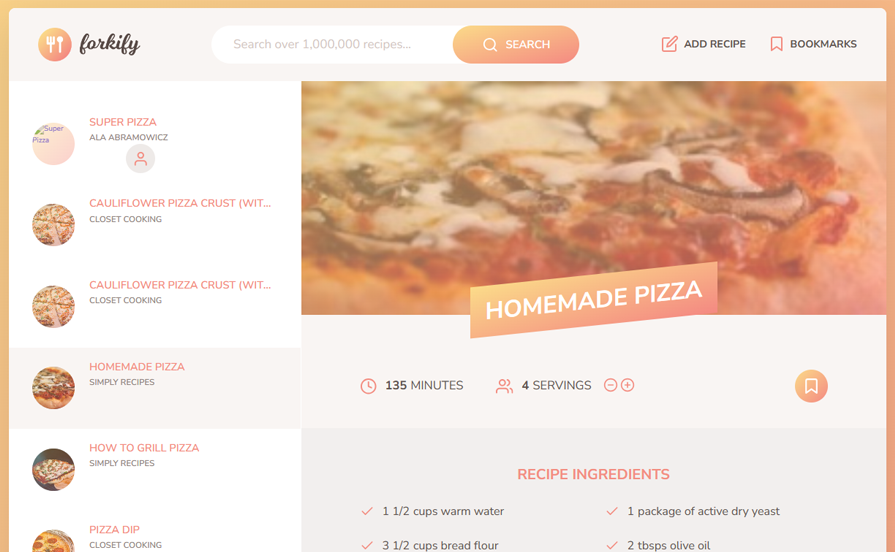 forkify
Search over 1,000,000 recipes...
SEARCH
ADD RECIPE
BOOKMARKS
Super
Pizza
SUPER PIZZA
ALA ABRAMOWICZ
CAULIFLOWER PIZZA CRUST (WIT...
CLOSET COOKING
CAULIFLOWER PIZZA CRUST (WIT...
CLOSET COOKING
HOMEMADE PIZZA
SIMPLY RECIPES
HOW TO GRILL PIZZA
SIMPLY RECIPES
PIZZA DIP
CLOSET COOKING
HOMEMADE PIZZA
135 MINUTES
4 SERVINGS
RECIPE INGREDIENTS
1 1/2 cups warm water
1 package of active dry yeast
3 1/2 cups bread flour
2 tbsps olive oil